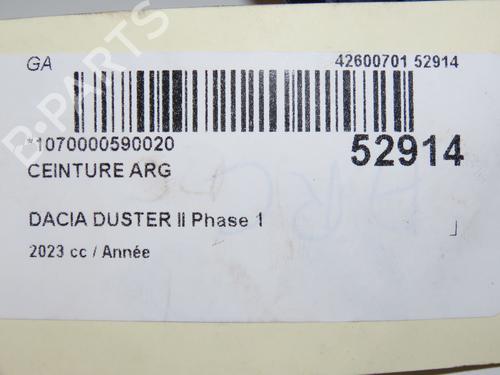 GA
42600701 52914
*1070000590020
52914
CEINTURE ARG
DACIA DUSTER II Phase 1
2023 cc / Année